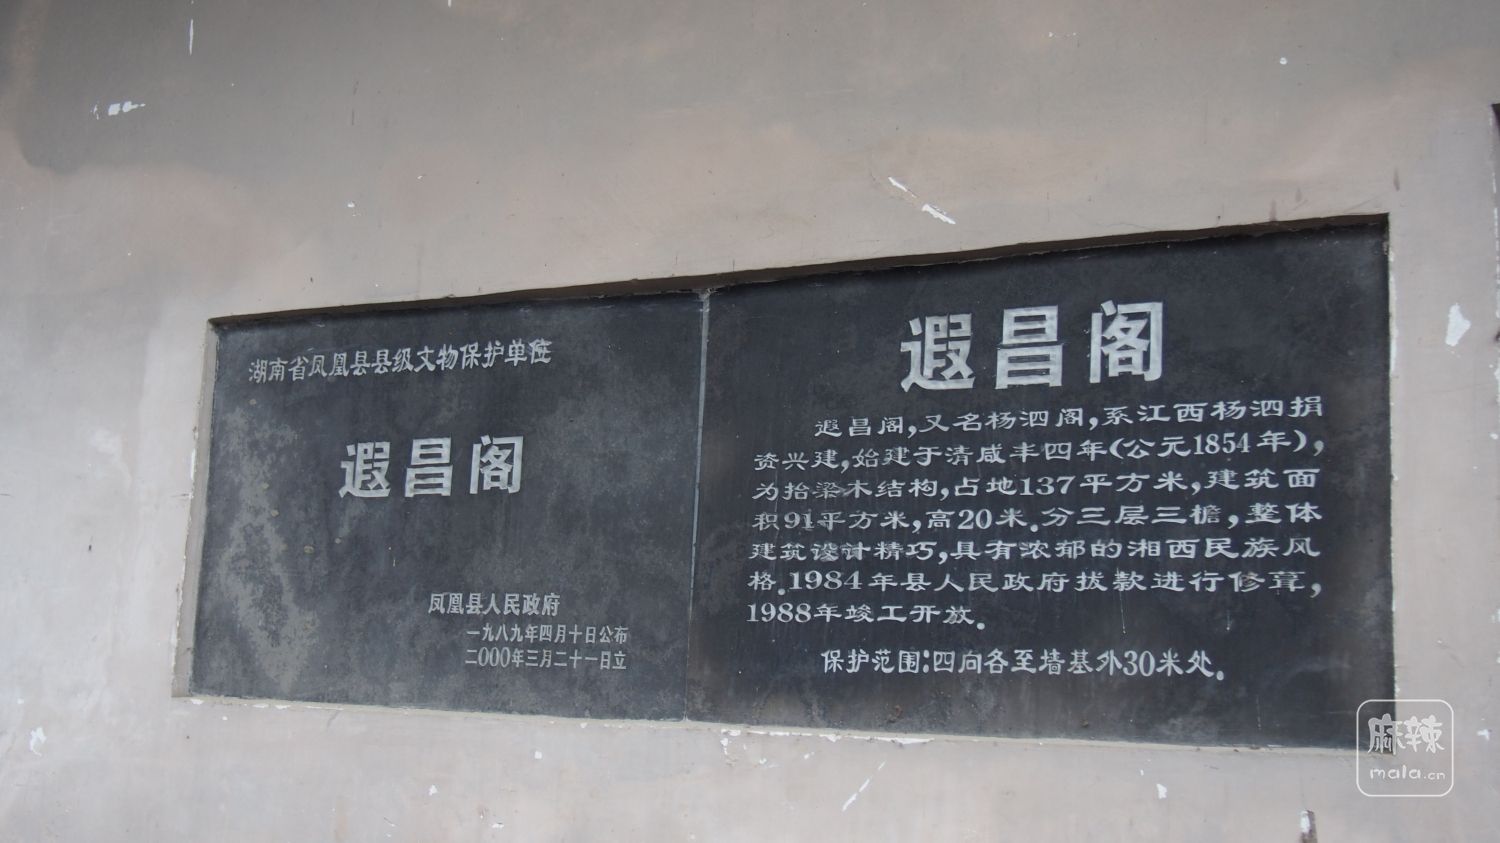 湖南省凤凰县县级文物保护单位
遐昌阁
凤凰县人民政府
一九八九年四月十日公布
二000年三月二十一日立
遐昌阁
遐昌阁,又名杨泗阁,系江西杨泗捐
资兴建,始建于清咸丰四年(公元1854年),
为抬梁木结构,占地137平方米,建筑面
积91平方米,高20米.分三层三檐,整体
建筑设计精巧,具有浓郁的湘西民族风
格.1984年县人民政府拔款进行修葺,
1988年竣工开放.
保护范围:四向各至墙基外30米处.
麻辣
mala.cn